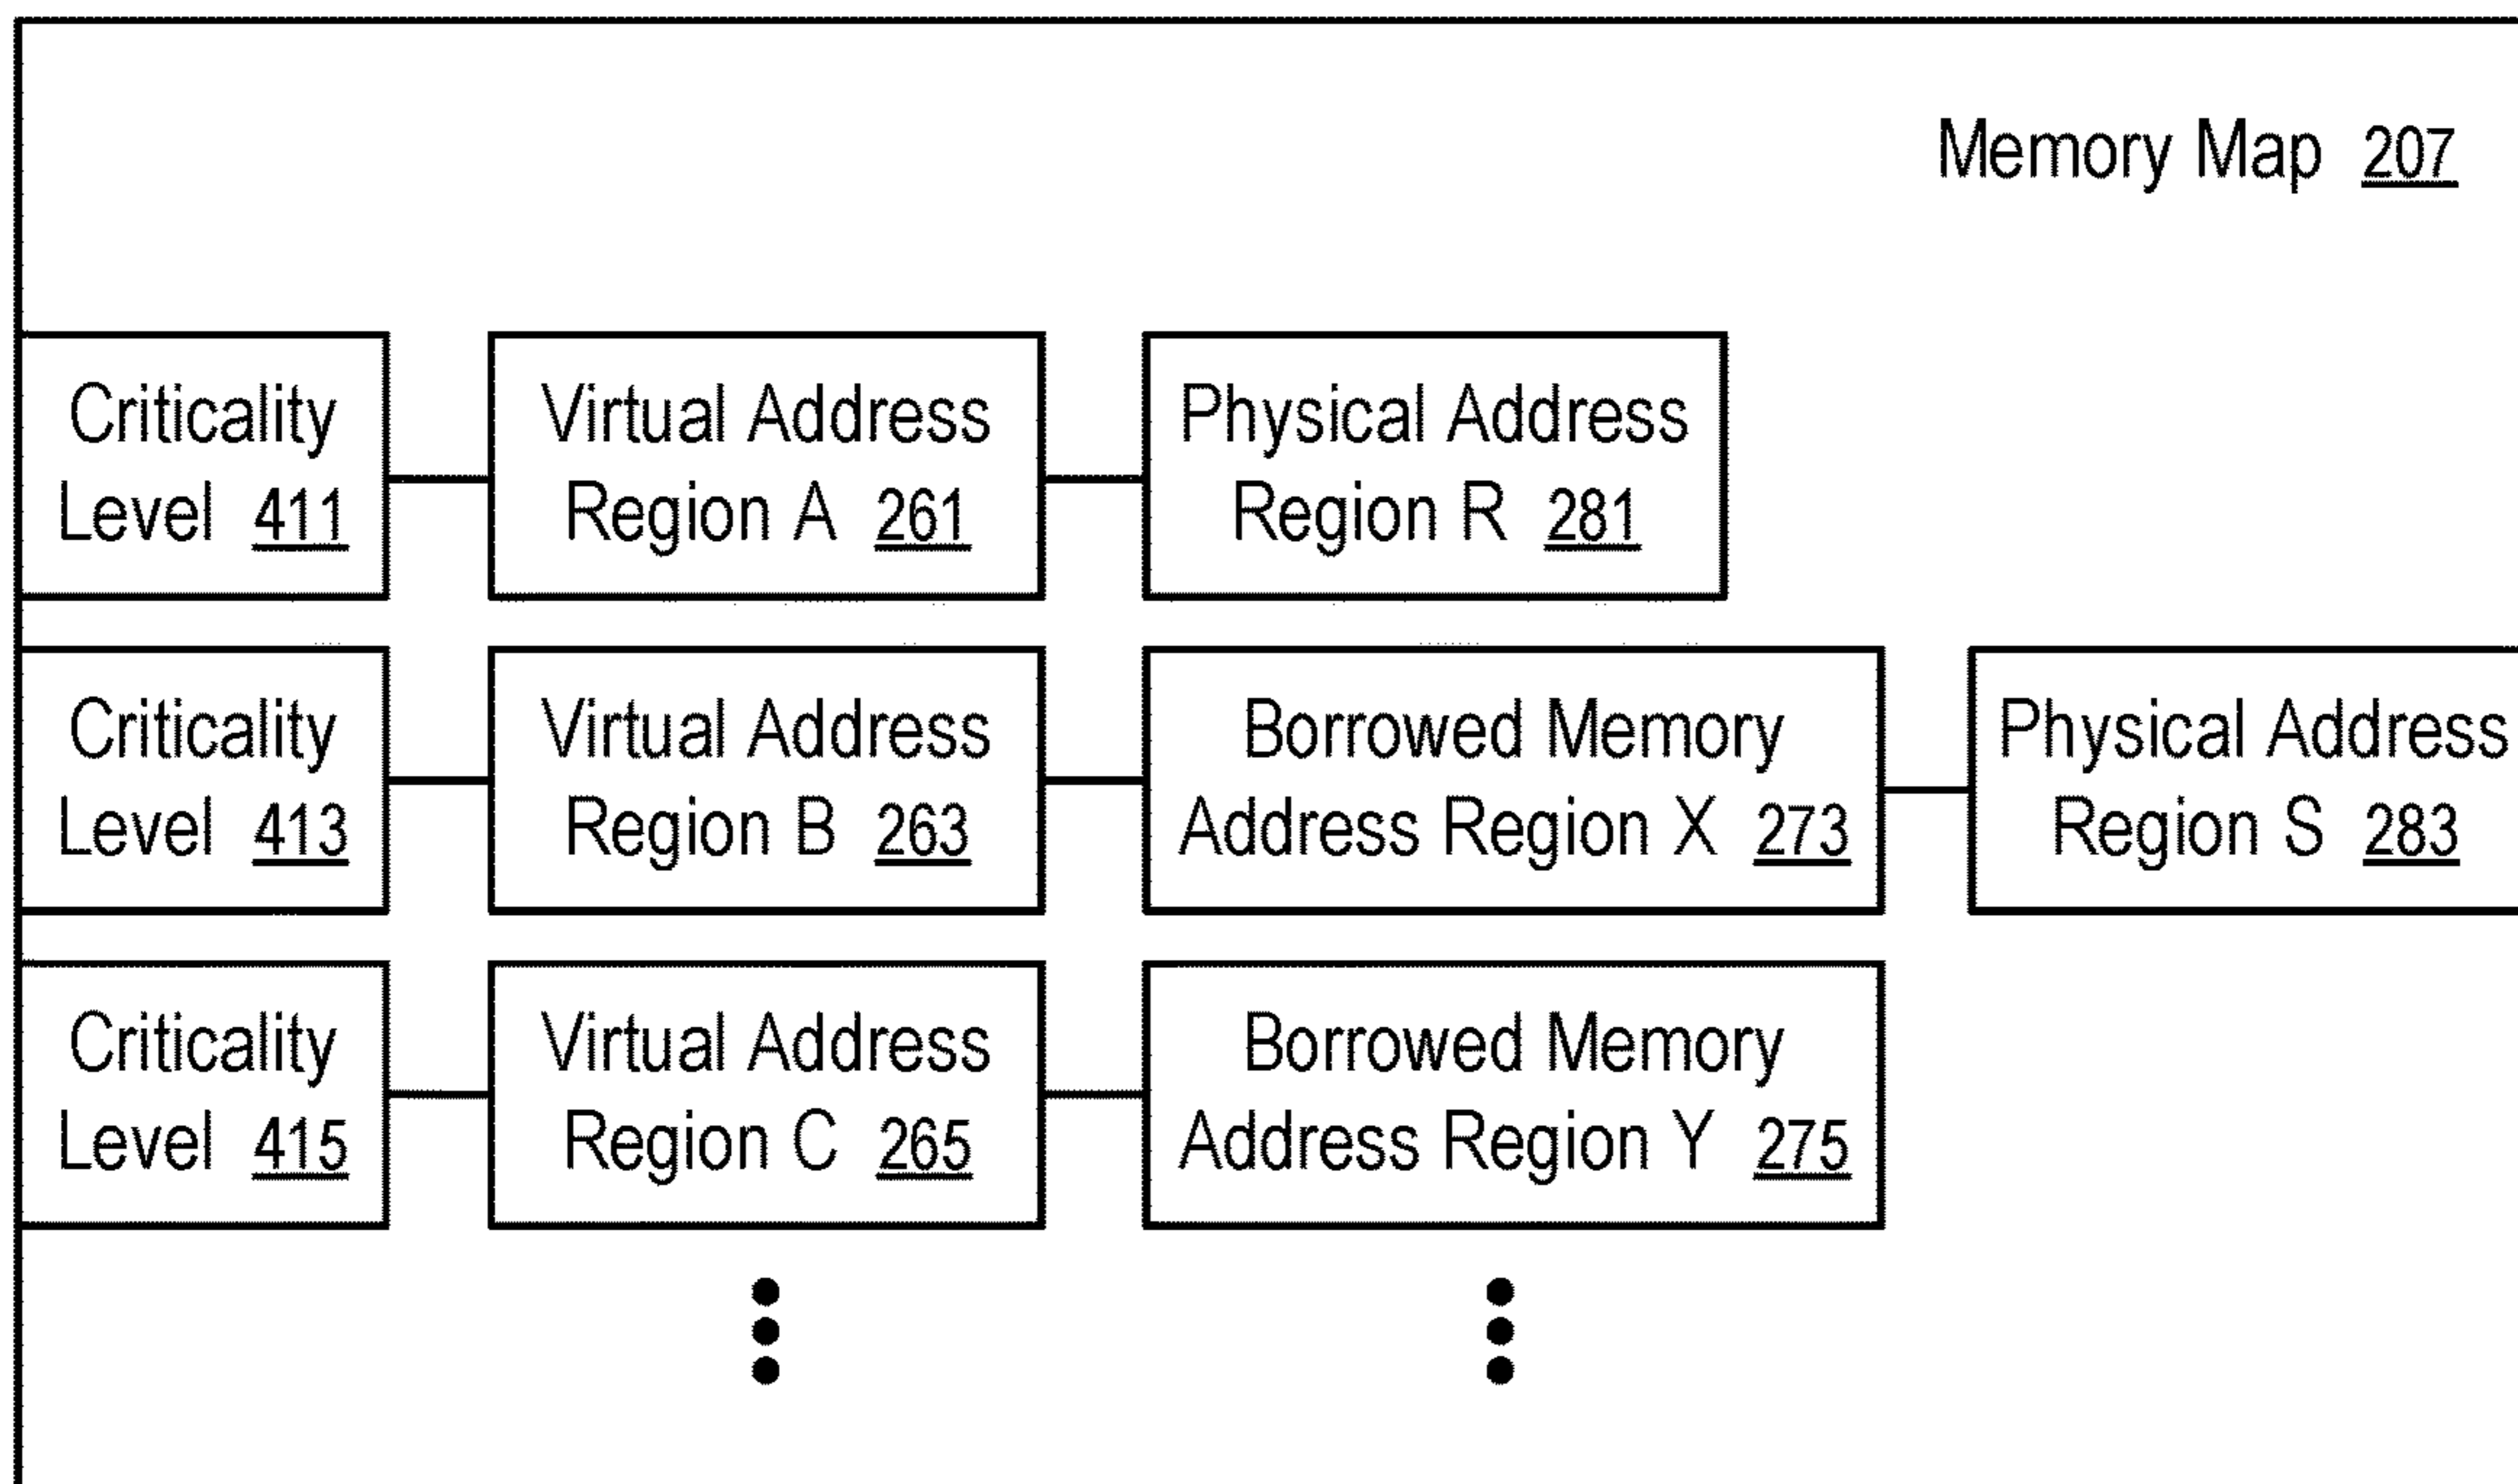 Memory Map 207
Criticality
Level 411
Virtual Address
Region A 261
Physical Address
Region R 281
Criticality
Level 413
Virtual Address
Region B 263
Borrowed Memory
Address Region X 273
Physical Address
Region S 283
Criticality
Level 415
Virtual Address
Region C 265
Borrowed Memory
Address Region Y 275